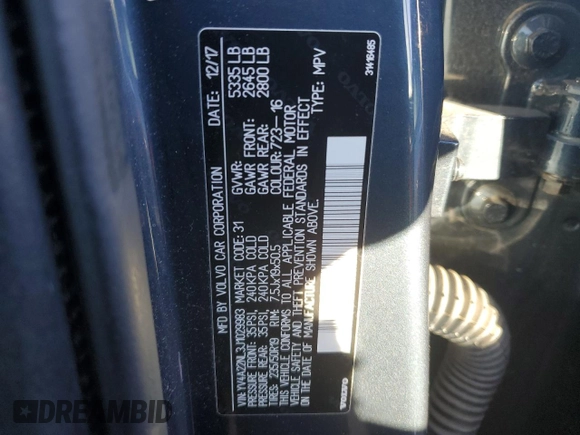 MFD BY: VOLVO CAR CORPORATION DATE: 12/17
GVWR: 5335 LB
GAWR FRONT: 2645 LB
GAWR REAR: 2800 LB
MARKET CODE: 31 COLOUR: 723--16
PRESSURE FRONT: 35PSI, 240KPA COLD
PRESSURE REAR: 35PSI, 240KPA COLD
TYPE: MPV
TIRES: 235/50R19 RIM: 7.5Jx19x50.5
THIS VEHICLE CONFORMS TO ALL APPLICABLE FEDERAL MOTOR
VEHICLE SAFETY AND THEFT PREVENTION STANDARDS IN EFFECT
ON THE DATE OF MANUFACTURE SHOWN ABOVE.
VOLVO
DREAMBID